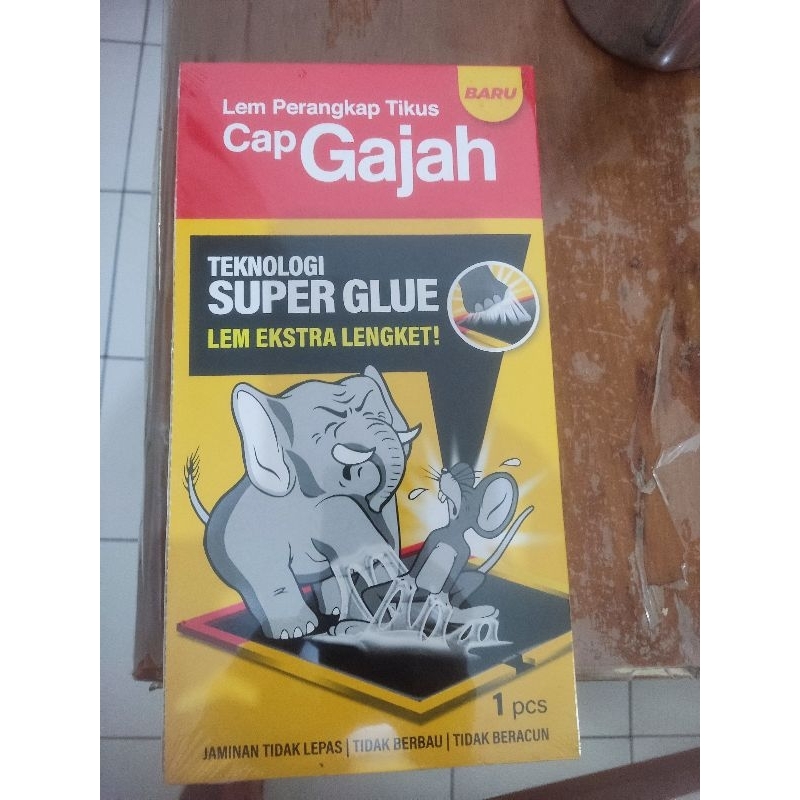 BARU
Lem Perangkap Tikus
Cap Gajah
TEKNOLOGI
SUPER GLUE
LEM EKSTRA LENGKET!
1 pcs
JAMINAN TIDAK LEPAS | TIDAK BERBAU | TIDAK BERACUN